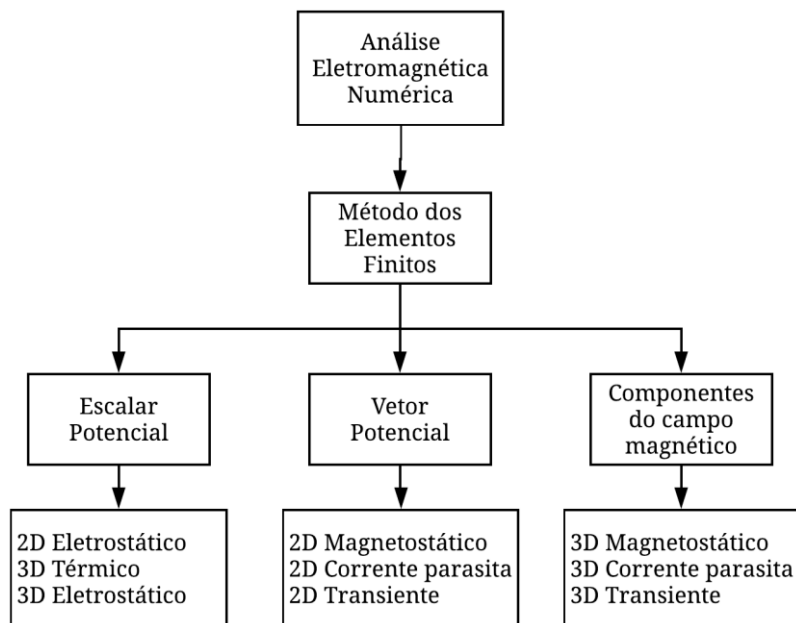 Análise
Eletromagnética
Numérica
Método dos
Elementos
Finitos
Escalar
Potencial
Vetor
Potencial
Componentes
do campo
magnético
2D Eletrostático
3D Térmico
3D Eletrostático
2D Magnetostático
2D Corrente parasita
2D Transiente
3D Magnetostático
3D Corrente parasita
3D Transiente